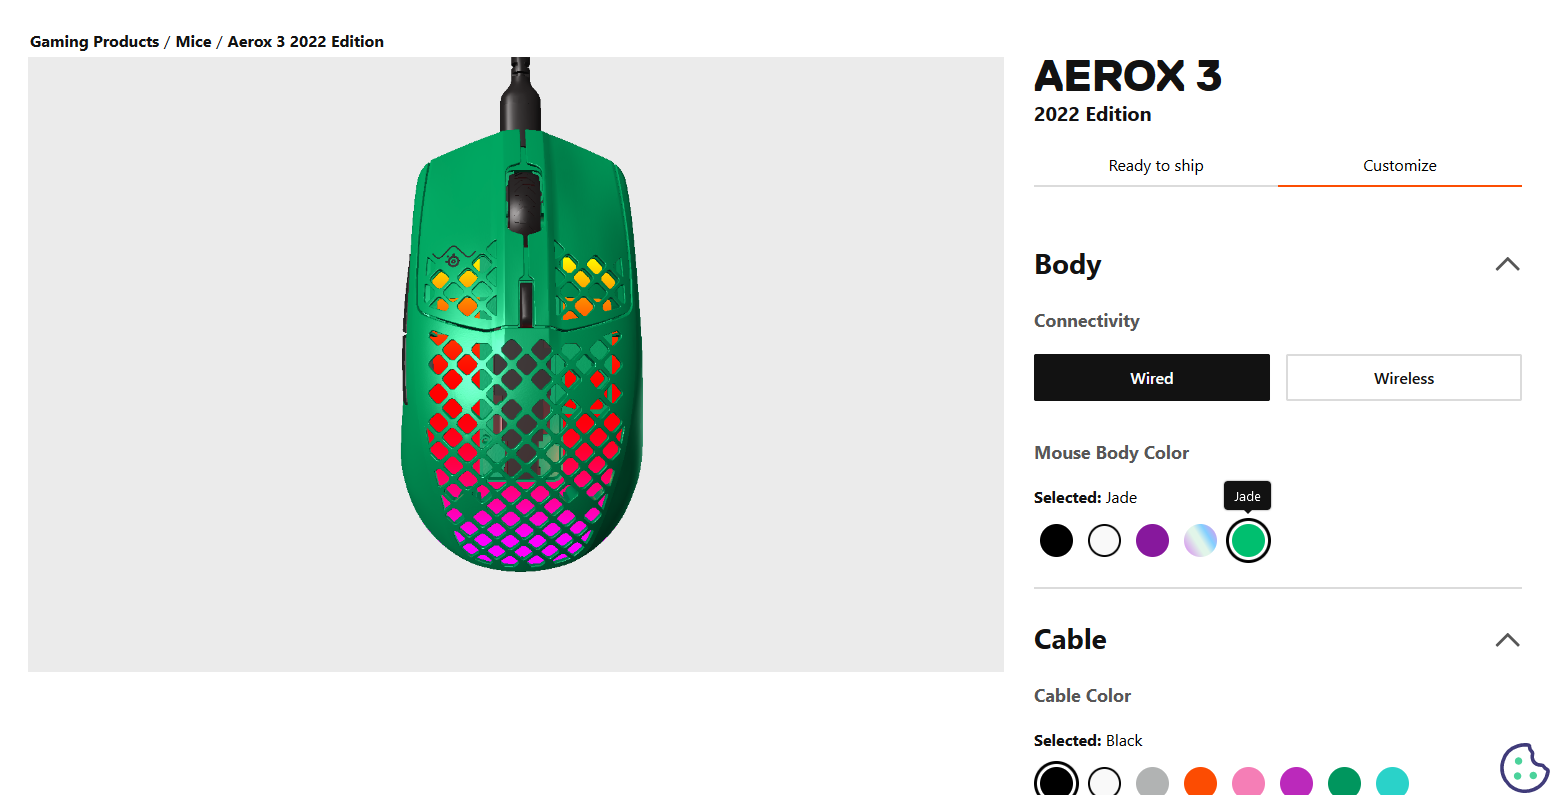 Gaming Products / Mice / Aerox 3 2022 Edition
AEROX 3
2022 Edition
Ready to ship
Customize
Body
Connectivity
Wired
Wireless
Mouse Body Color
Selected: Jade
Jade
Cable
Cable Color
Selected: Black